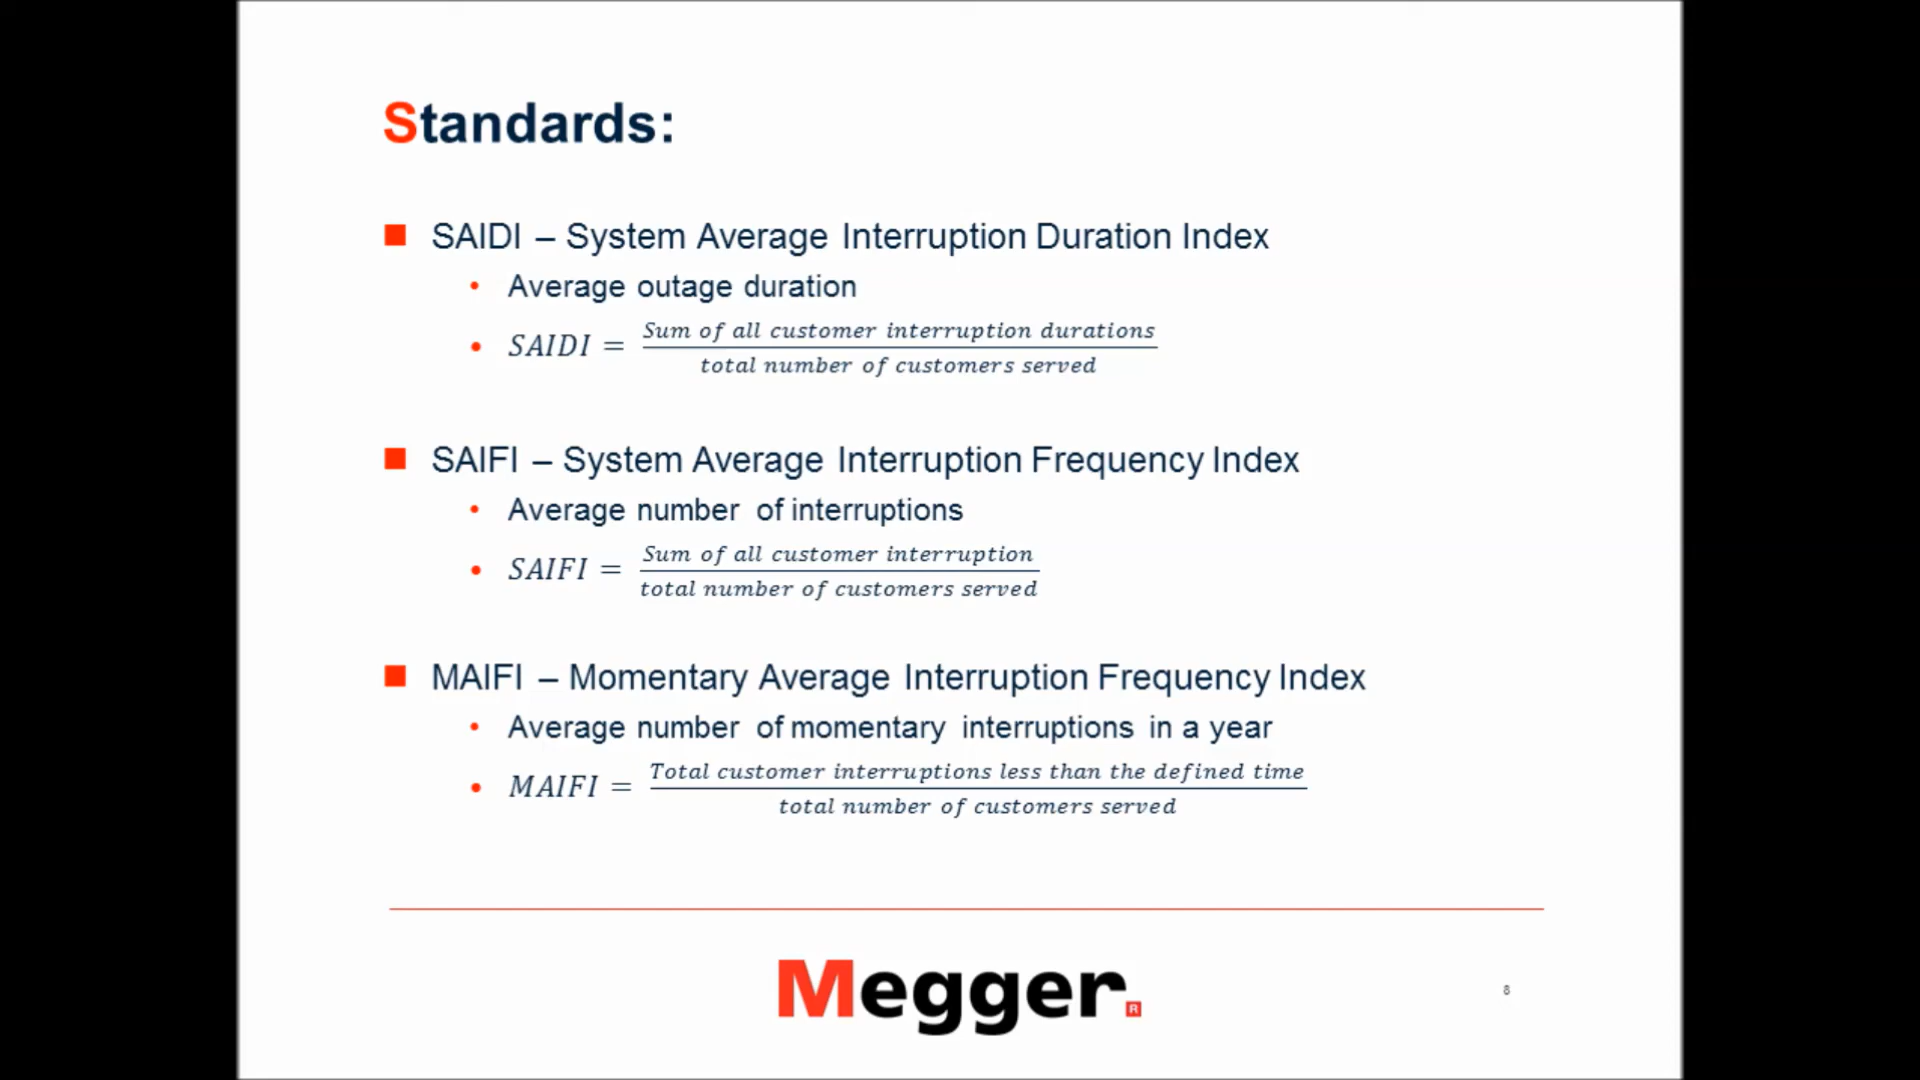 Standards:
SAIDI – System Average Interruption Duration Index
• Average outage duration
• SAIDI = Sum of all customer interruption durations
total number of customers served
SAIFI – System Average Interruption Frequency Index
• Average number of interruptions
• SAIFI = Sum of all customer interruption
total number of customers served
MAIFI – Momentary Average Interruption Frequency Index
• Average number of momentary interruptions in a year
• MAIFI = Total customer interruptions less than the defined time
total number of customers served
Megger.R
8